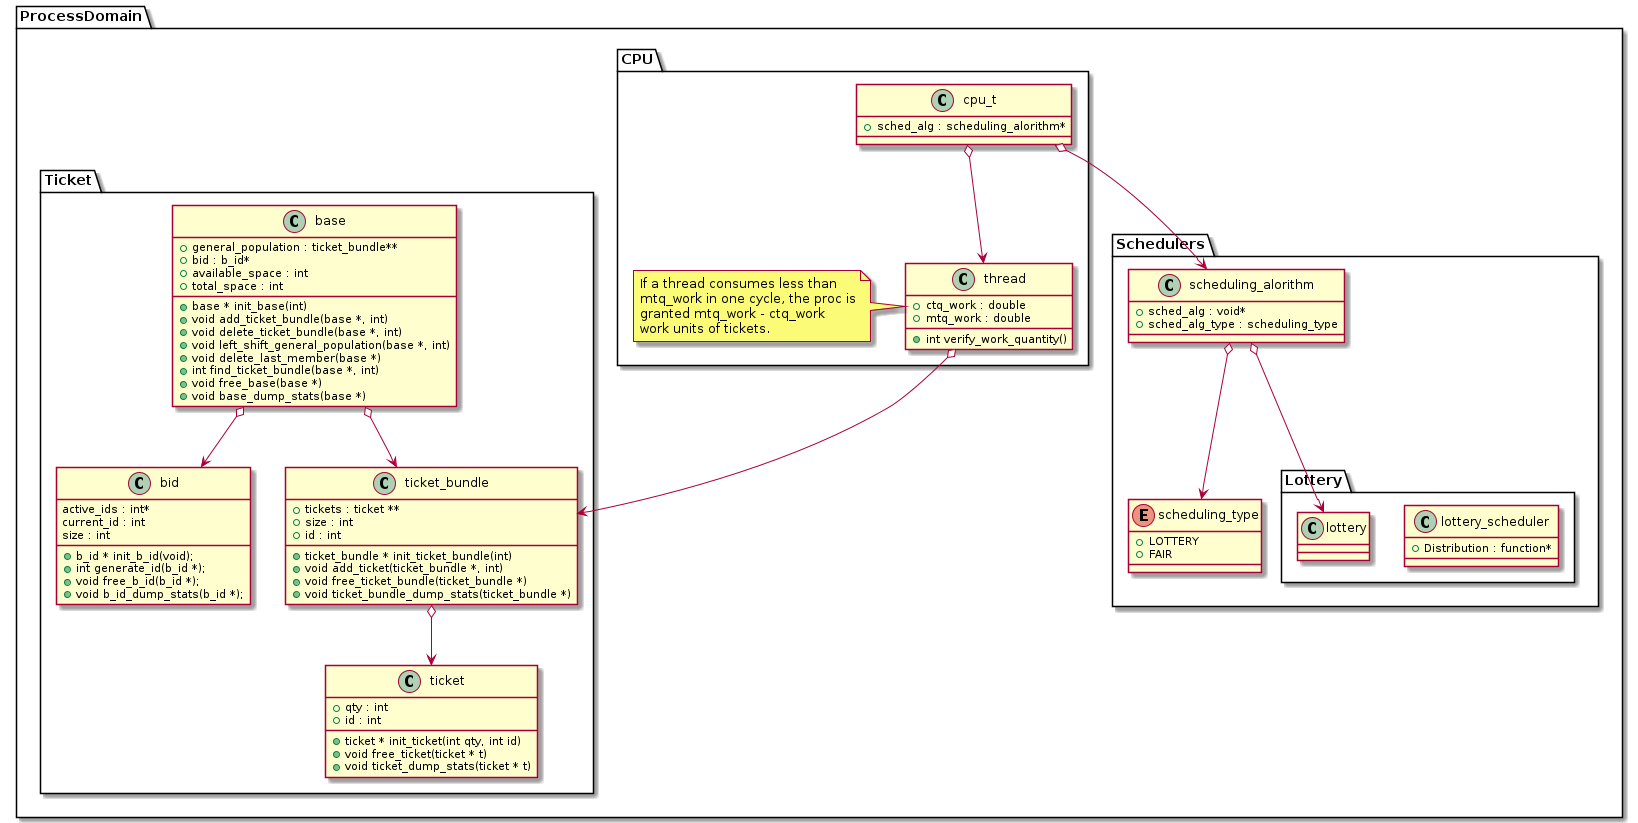 ProcessDomain
CPU
C cpu_t
sched_alg : scheduling_alorithm*
Ticket
C base
general_population : ticket_bundle**
bid : b_id*
available_space : int
total_space : int
base * init_base(int)
void add_ticket_bundle(base *, int)
void delete_ticket_bundle(base *, int)
void left_shift_general_population(base *, int)
void delete_last_member(base *)
int find_ticket_bundle(base *, int)
void free_base(base *)
void base_dump_stats(base *)
If a thread consumes less than
mtq_work in one cycle, the proc is
granted mtq_work - ctq_work
work units of tickets.
C thread
ctq_work : double
mtq_work : double
int verify_work_quantity()
Schedulers
C scheduling_alorithm
sched_alg : void*
sched_alg_type : scheduling_type
C bid
active_ids : int*
current_id : int
size : int
b_id * init_b_id(void);
int generate_id(b_id *);
void free_b_id(b_id *);
void b_id_dump_stats(b_id *);
C ticket_bundle
tickets : ticket **
size : int
id : int
ticket_bundle * init_ticket_bundle(int)
void add_ticket(ticket_bundle *, int)
void free_ticket_bundle(ticket_bundle *)
void ticket_bundle_dump_stats(ticket_bundle *)
E scheduling_type
LOTTERY
FAIR
Lottery
C lottery
C lottery_scheduler
Distribution : function*
C ticket
qty : int
id : int
ticket * init_ticket(int qty, int id)
void free_ticket(ticket * t)
void ticket_dump_stats(ticket * t)